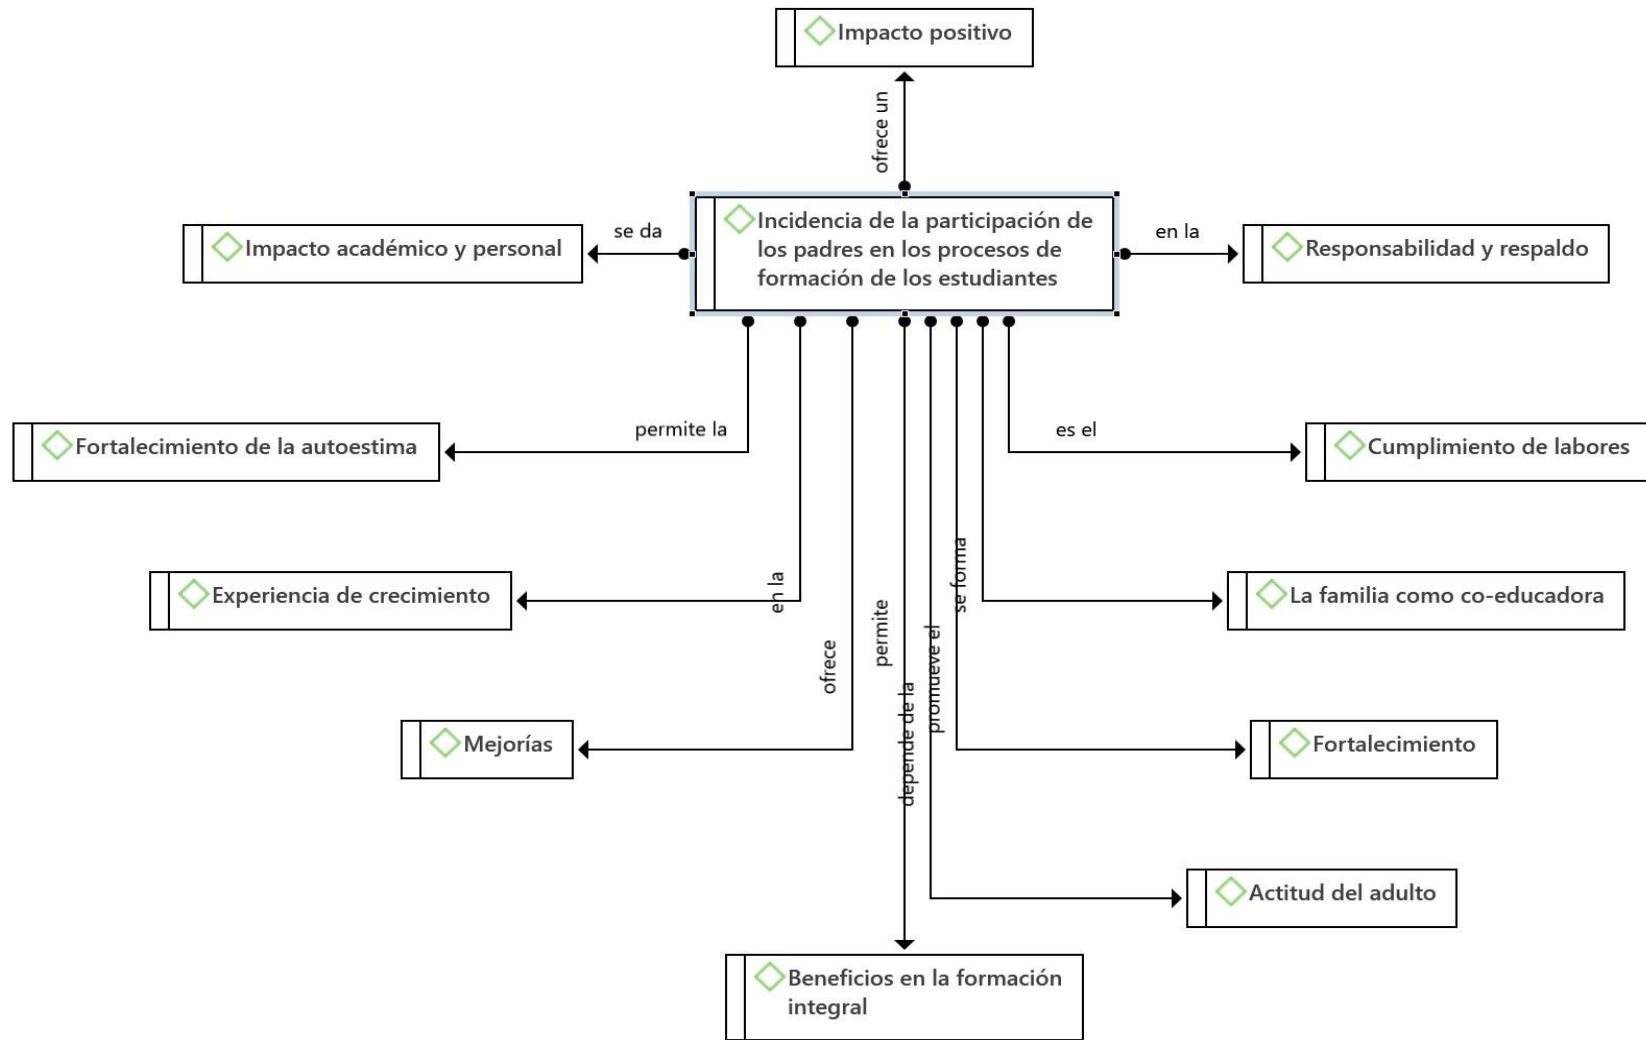 Impacto positivo
ofrece un
Incidencia de la participación de
los padres en los procesos de
formación de los estudiantes
se da
Impacto académico y personal
en la
Responsabilidad y respaldo
permite la
Fortalecimiento de la autoestima
es el
Cumplimiento de labores
en la
Experiencia de crecimiento
se forma
La familia como co-educadora
ofrece
Mejorías
promueve el
Fortalecimiento
depende de la
Actitud del adulto
permite
Beneficios en la formación
integral